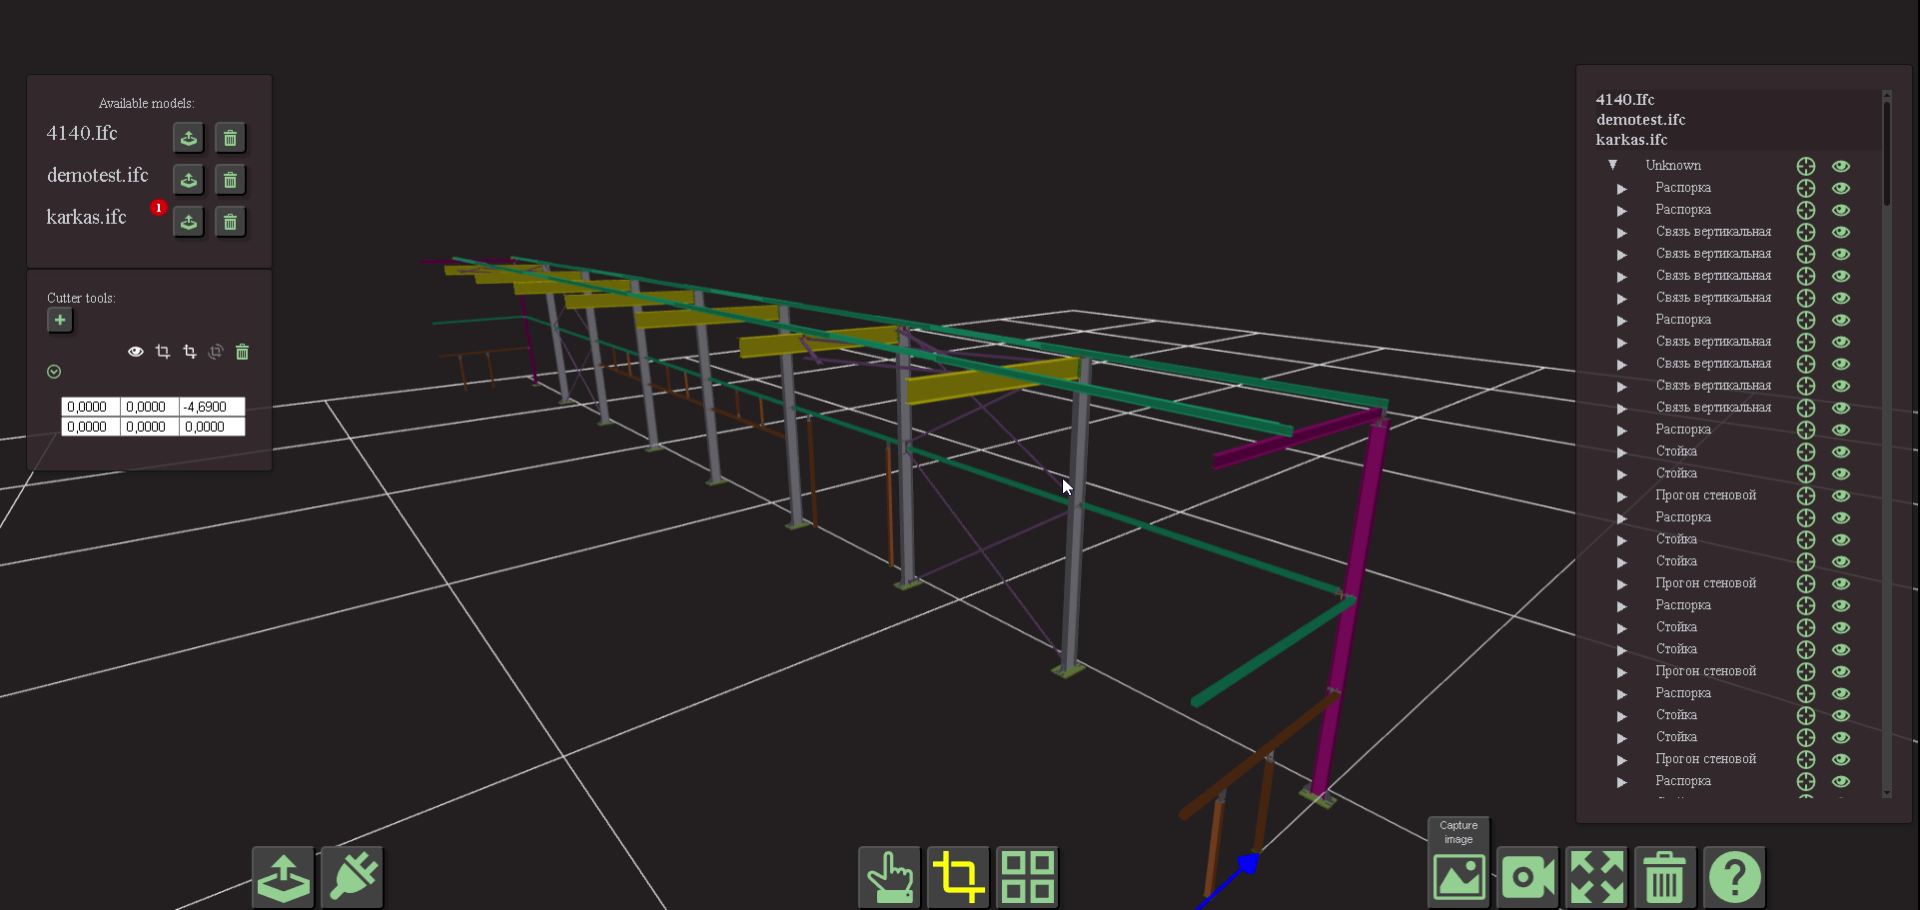 Available models:
4140.Ifc
demotest.ifc
karkas.ifc
1
Cutter tools:
0,0000 0,0000 -4,6900
0,0000 0,0000 0,0000
4140.Ifc
demotest.ifc
karkas.ifc
Unknown
Распорка
Распорка
Связь вертикальная
Связь вертикальная
Связь вертикальная
Связь вертикальная
Распорка
Связь вертикальная
Связь вертикальная
Связь вертикальная
Связь вертикальная
Распорка
Стойка
Стойка
Прогон стеновой
Распорка
Стойка
Стойка
Прогон стеновой
Распорка
Стойка
Стойка
Прогон стеновой
Распорка
Стойка
Стойка
Прогон стеновой
Распорка
Capture
image